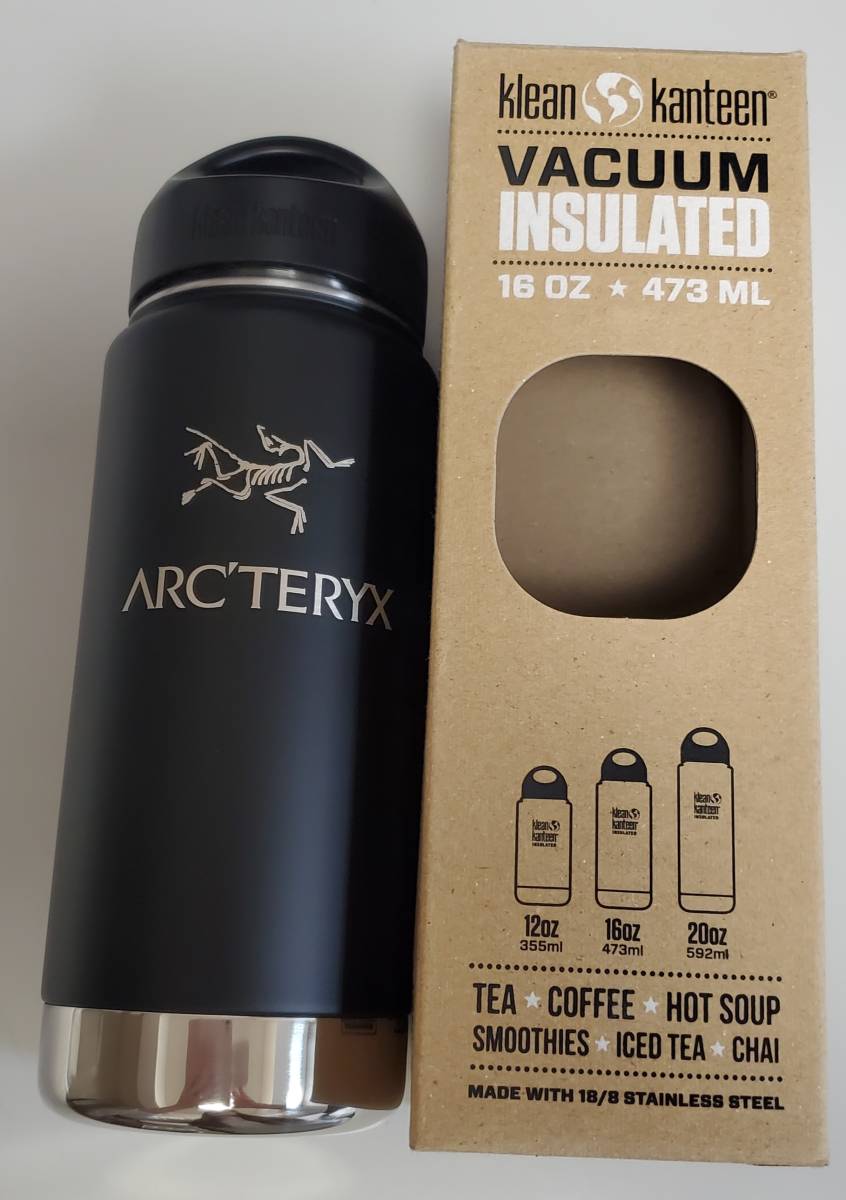 klean kanteen
ARC'TERYX
klean kanteen®
VACUUM
INSULATED
16 OZ ★ 473 ML
klean
kanteen
INSULATED
klean
kanteen
INSULATED
klean
kanteen
INSULATED
12oz 16oz 20oz
355ml 473ml 592ml
TEA ★ COFFEE ★ HOT SOUP
SMOOTHIES ★ ICED TEA ★ CHAI
MADE WITH 18/8 STAINLESS STEEL